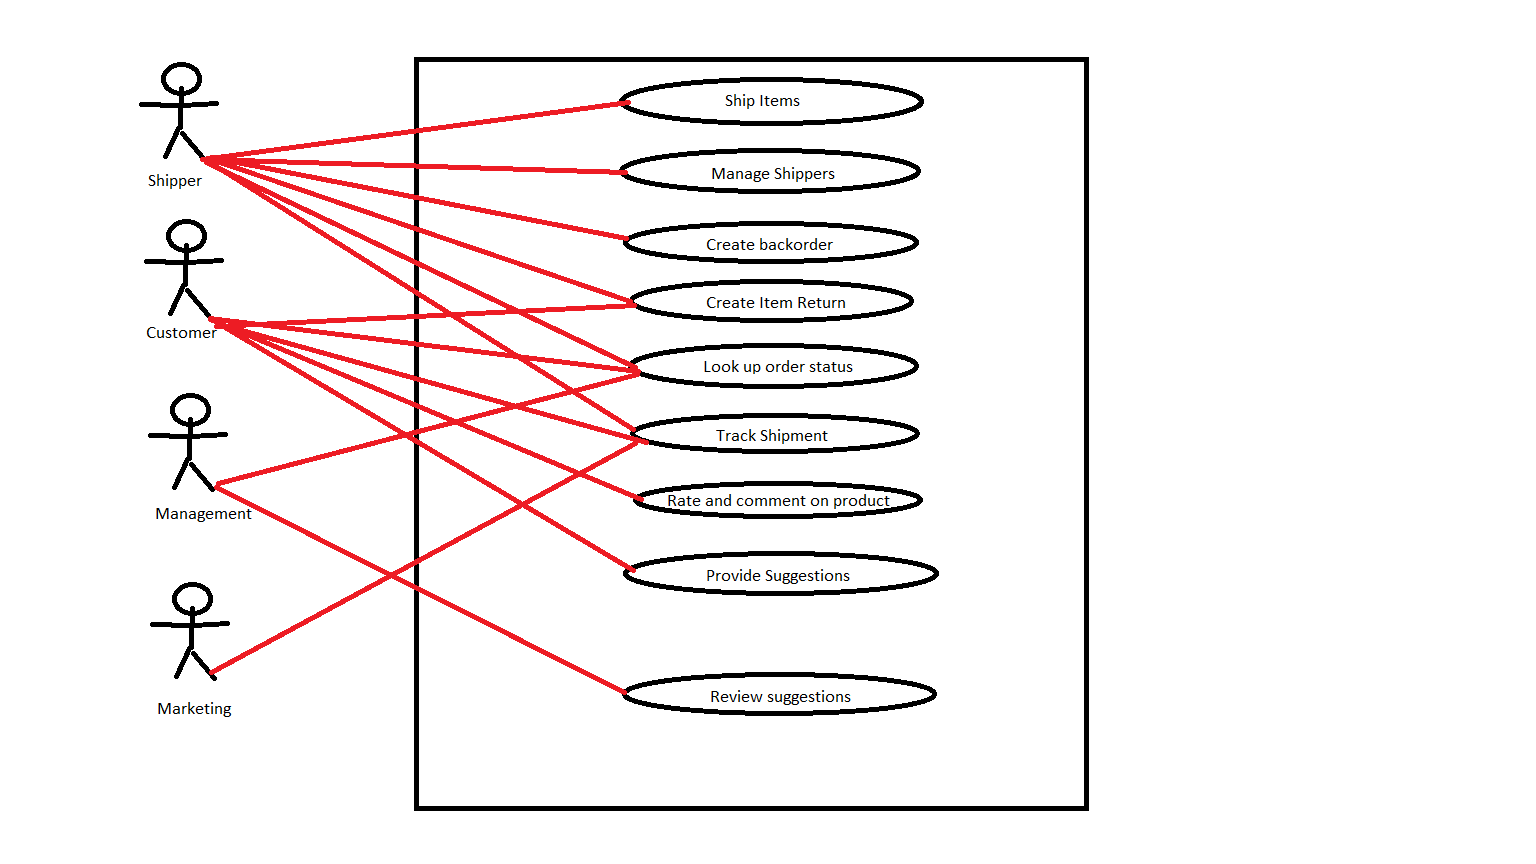 Shipper
Customer
Management
Marketing
Ship Items
Manage Shippers
Create backorder
Create Item Return
Look up order status
Track Shipment
Rate and comment on product
Provide Suggestions
Review suggestions